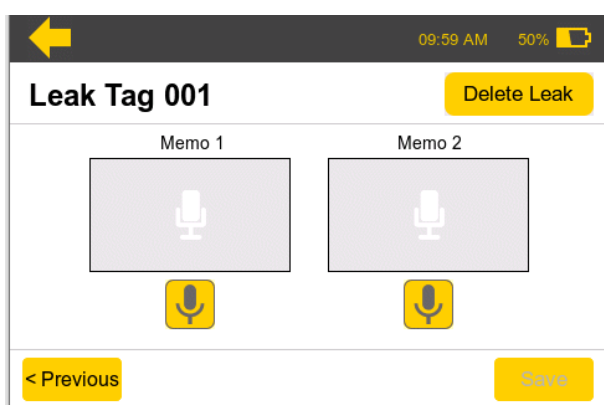 09:59 AM 50%
Leak Tag 001 Delete Leak
Memo 1 Memo 2
< Previous Save